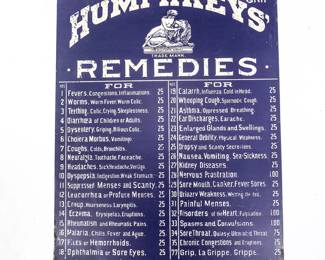 HUMPHREYS'
TRADE MARK
REMEDIES
FOR
1 Fevers, Congestions, Inflammations. 25
2 Worms, Worm Fever Worm Colic. 25
3 Teething, Colic, Crying, Sleeplessness. 25
4 Diarrhea of Children or Adults. 25
5 Dysentery, Griping, Bilious Colic. 25
6 Cholera Morbus, Vomiting. 25
7 Coughs, Colds, Bronchitis. 25
8 Neuralgia, Toothache, Faceache. 25
9 Headaches, Sick Headache, Vertigo. 25
10 Dyspepsia, Indigestion, Weak Stomach. 25
11 Suppressed Menses and Scanty. 25
12 Leucorrhea or Profuse Menses. 25
13 Croup, Hoarseness, Laryngitis. 25
14 Eczema, Erysipelas, Eruptions. 25
15 Rheumatism and Rheumatic Pains. 25
16 Malaria, Chills, Fever and Ague. 25
17 Piles or Hemorrhoids. 25
18 Ophthalmia or Sore Eyes. 25
FOR
19 Catarrh, Influenza Cold in Head. 25
20 Whooping Cough, Spasmodic Cough 25
21 Asthma, Oppressed Breathing. 25
22 Ear Discharges, Earache. 25
23 Enlarged Glands and Swellings. 25
24 General Debility, Physical Weakness. 25
25 Dropsy and Scanty Secretions. 25
26 Nausea, Vomiting, Sea-Sickness. 25
27 Kidney Diseases. 25
28 Nervous Prostration. 1.00
29 Sore Mouth, Canker, Fever Sores. 25
30 Urinary Weakness, Wetting the Bed. 25
31 Painful Menses. 25
32 Disorders of the Heart, Palpitation 1.00
33 Spasms and Convulsions. 1.00
34 Sore Throat, Quinsy or Ulcerated Throat 25
35 Chronic Congestions and Eruptions. 25
77 Grip, La Grippe, Grippe. 25